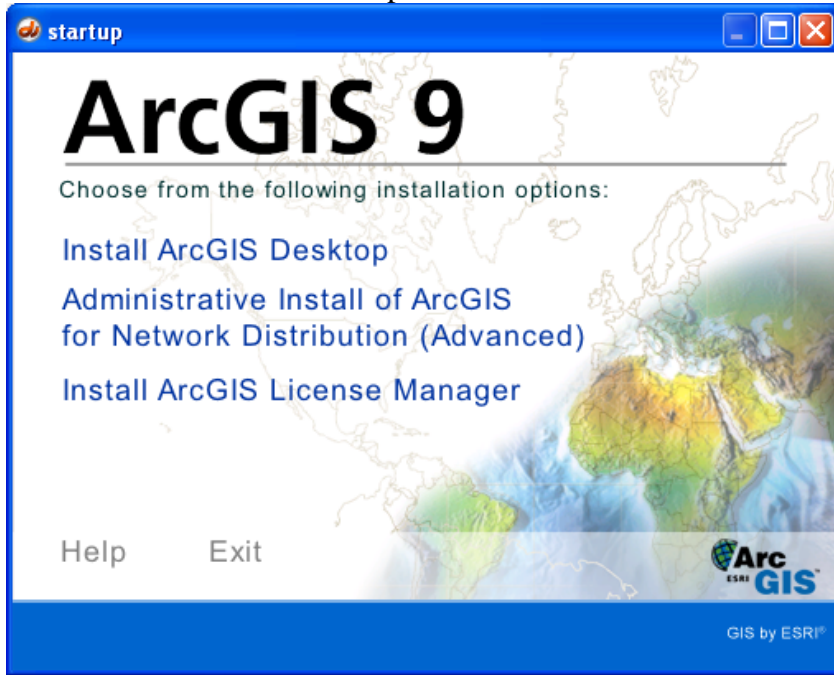 startup
ArcGIS 9
Choose from the following installation options:
Install ArcGIS Desktop
Administrative Install of ArcGIS
for Network Distribution (Advanced)
Install ArcGIS License Manager
Help Exit
Arc
ESRI GIS™
GIS by ESRI®